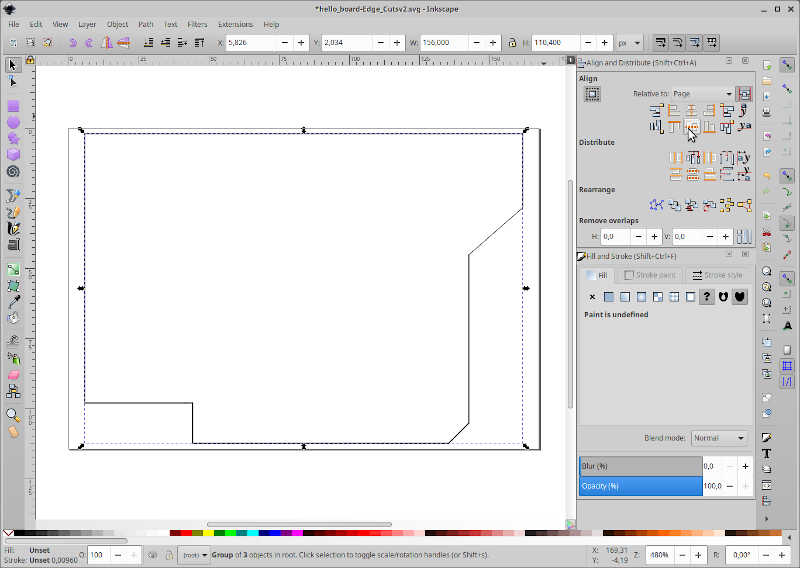 *hello_board-Edge_Cutsv2.svg - Inkscape
File Edit View Layer Object Path Text Filters Extensions Help
X: 5,826 Y: 2,034 W: 156,000 H: 110,400 px
Align and Distribute (Shift+Ctrl+A)
Align
Relative to: Page
Distribute
Rearrange
Remove overlaps
H: 0,0 V: 0,0
Fill and Stroke (Shift+Ctrl+F)
Fill Stroke paint Stroke style
Paint is undefined
Blend mode: Normal
Blur (%) 0,0
Opacity (%) 100,0
Fill: Unset
Stroke: Unset 0,00960
O: 100
(root) Group of 3 objects in root. Click selection to toggle scale/rotation handles (or Shift+s).
X: 169,31
Y: -4,19
Z: 480% R: 0,00°